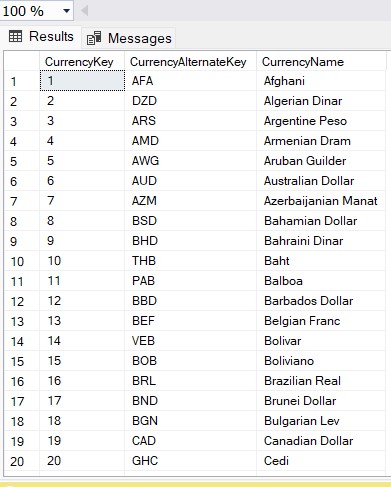 100 %
Results Messages
CurrencyKey CurrencyAlternateKey CurrencyName
1 1 AFA Afghani
2 2 DZD Algerian Dinar
3 3 ARS Argentine Peso
4 4 AMD Armenian Dram
5 5 AWG Aruban Guilder
6 6 AUD Australian Dollar
7 7 AZM Azerbaijanian Manat
8 8 BSD Bahamian Dollar
9 9 BHD Bahraini Dinar
10 10 THB Baht
11 11 PAB Balboa
12 12 BBD Barbados Dollar
13 13 BEF Belgian Franc
14 14 VEB Bolivar
15 15 BOB Boliviano
16 16 BRL Brazilian Real
17 17 BND Brunei Dollar
18 18 BGN Bulgarian Lev
19 19 CAD Canadian Dollar
20 20 GHC Cedi